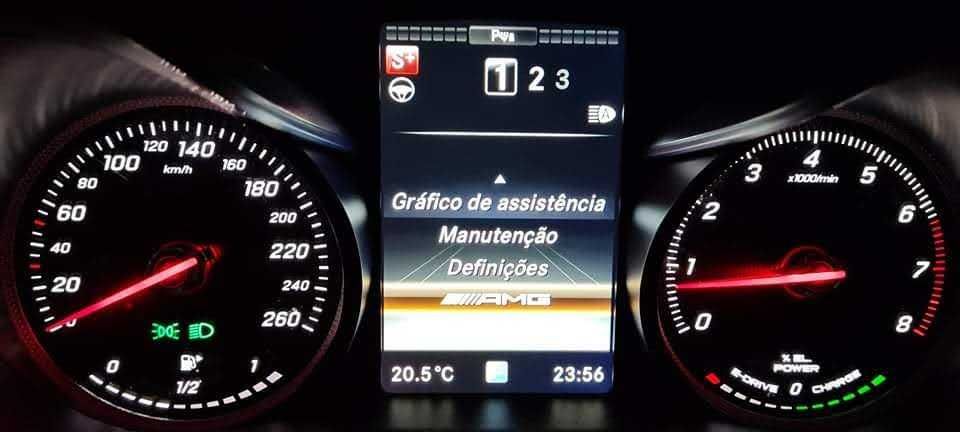 PA
S+
1 2 3
A
Gráfico de assistência
Manutenção
Definições
AMG
20.5°C 23:56
0
20
40
60
80
100
120
140
160
180
200
220
240
260
km/h
0 1/2 1
0
1
2
3
4
5
6
7
8
x1000/min
% EL.
POWER
E-DRIVE 0 CHARGE